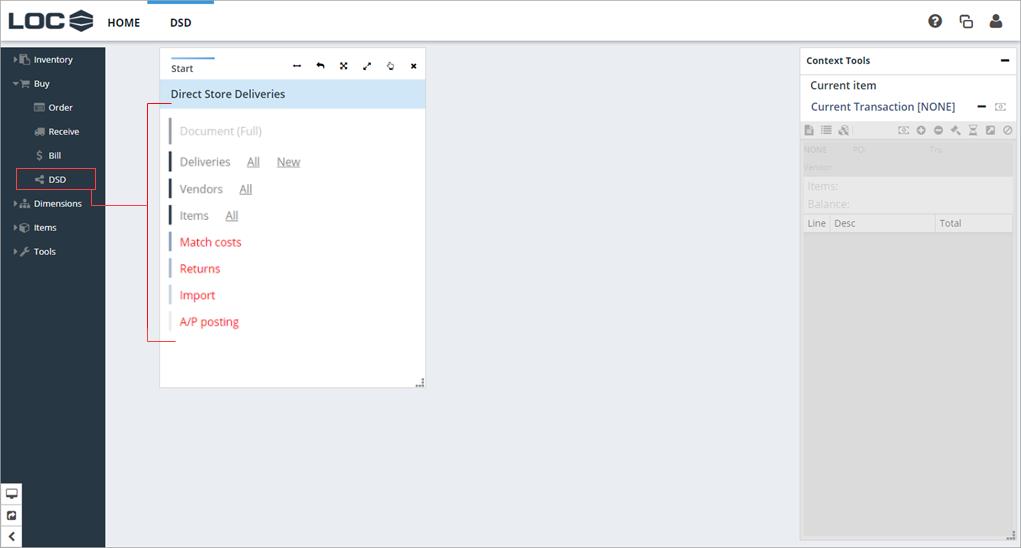 LOC HOME DSD
Inventory
Buy
Order
Receive
Bill
DSD
Dimensions
Items
Tools
Start
Direct Store Deliveries
Document (Full)
Deliveries All New
Vendors All
Items All
Match costs
Returns
Import
A/P posting
Context Tools
Current item
Current Transaction [NONE]
NONE PO: Trs:
Vendor:
Items:
Balance:
Line Desc Total